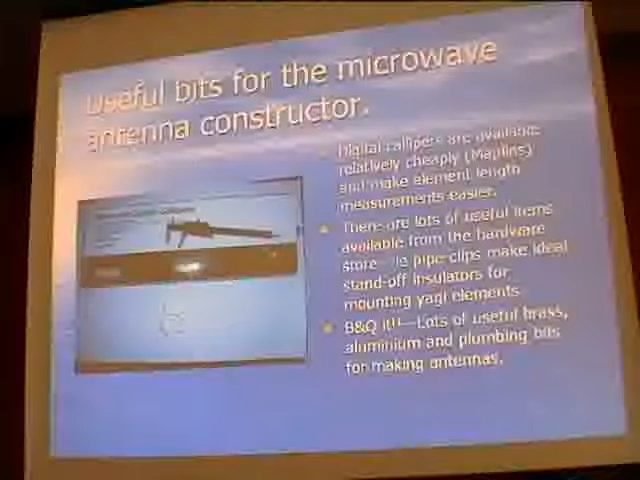 Useful bits for the microwave
antenna constructor.
Digital callipers are available
relatively cheaply (Maplins)
and make element length
measurements easier.
There are lots of useful items
available from the hardware
store – ie pipe clips make ideal
stand-off insulators for
mounting yagi elements
B&Q it!!—Lots of useful brass,
aluminium and plumbing bits
for making antennas.